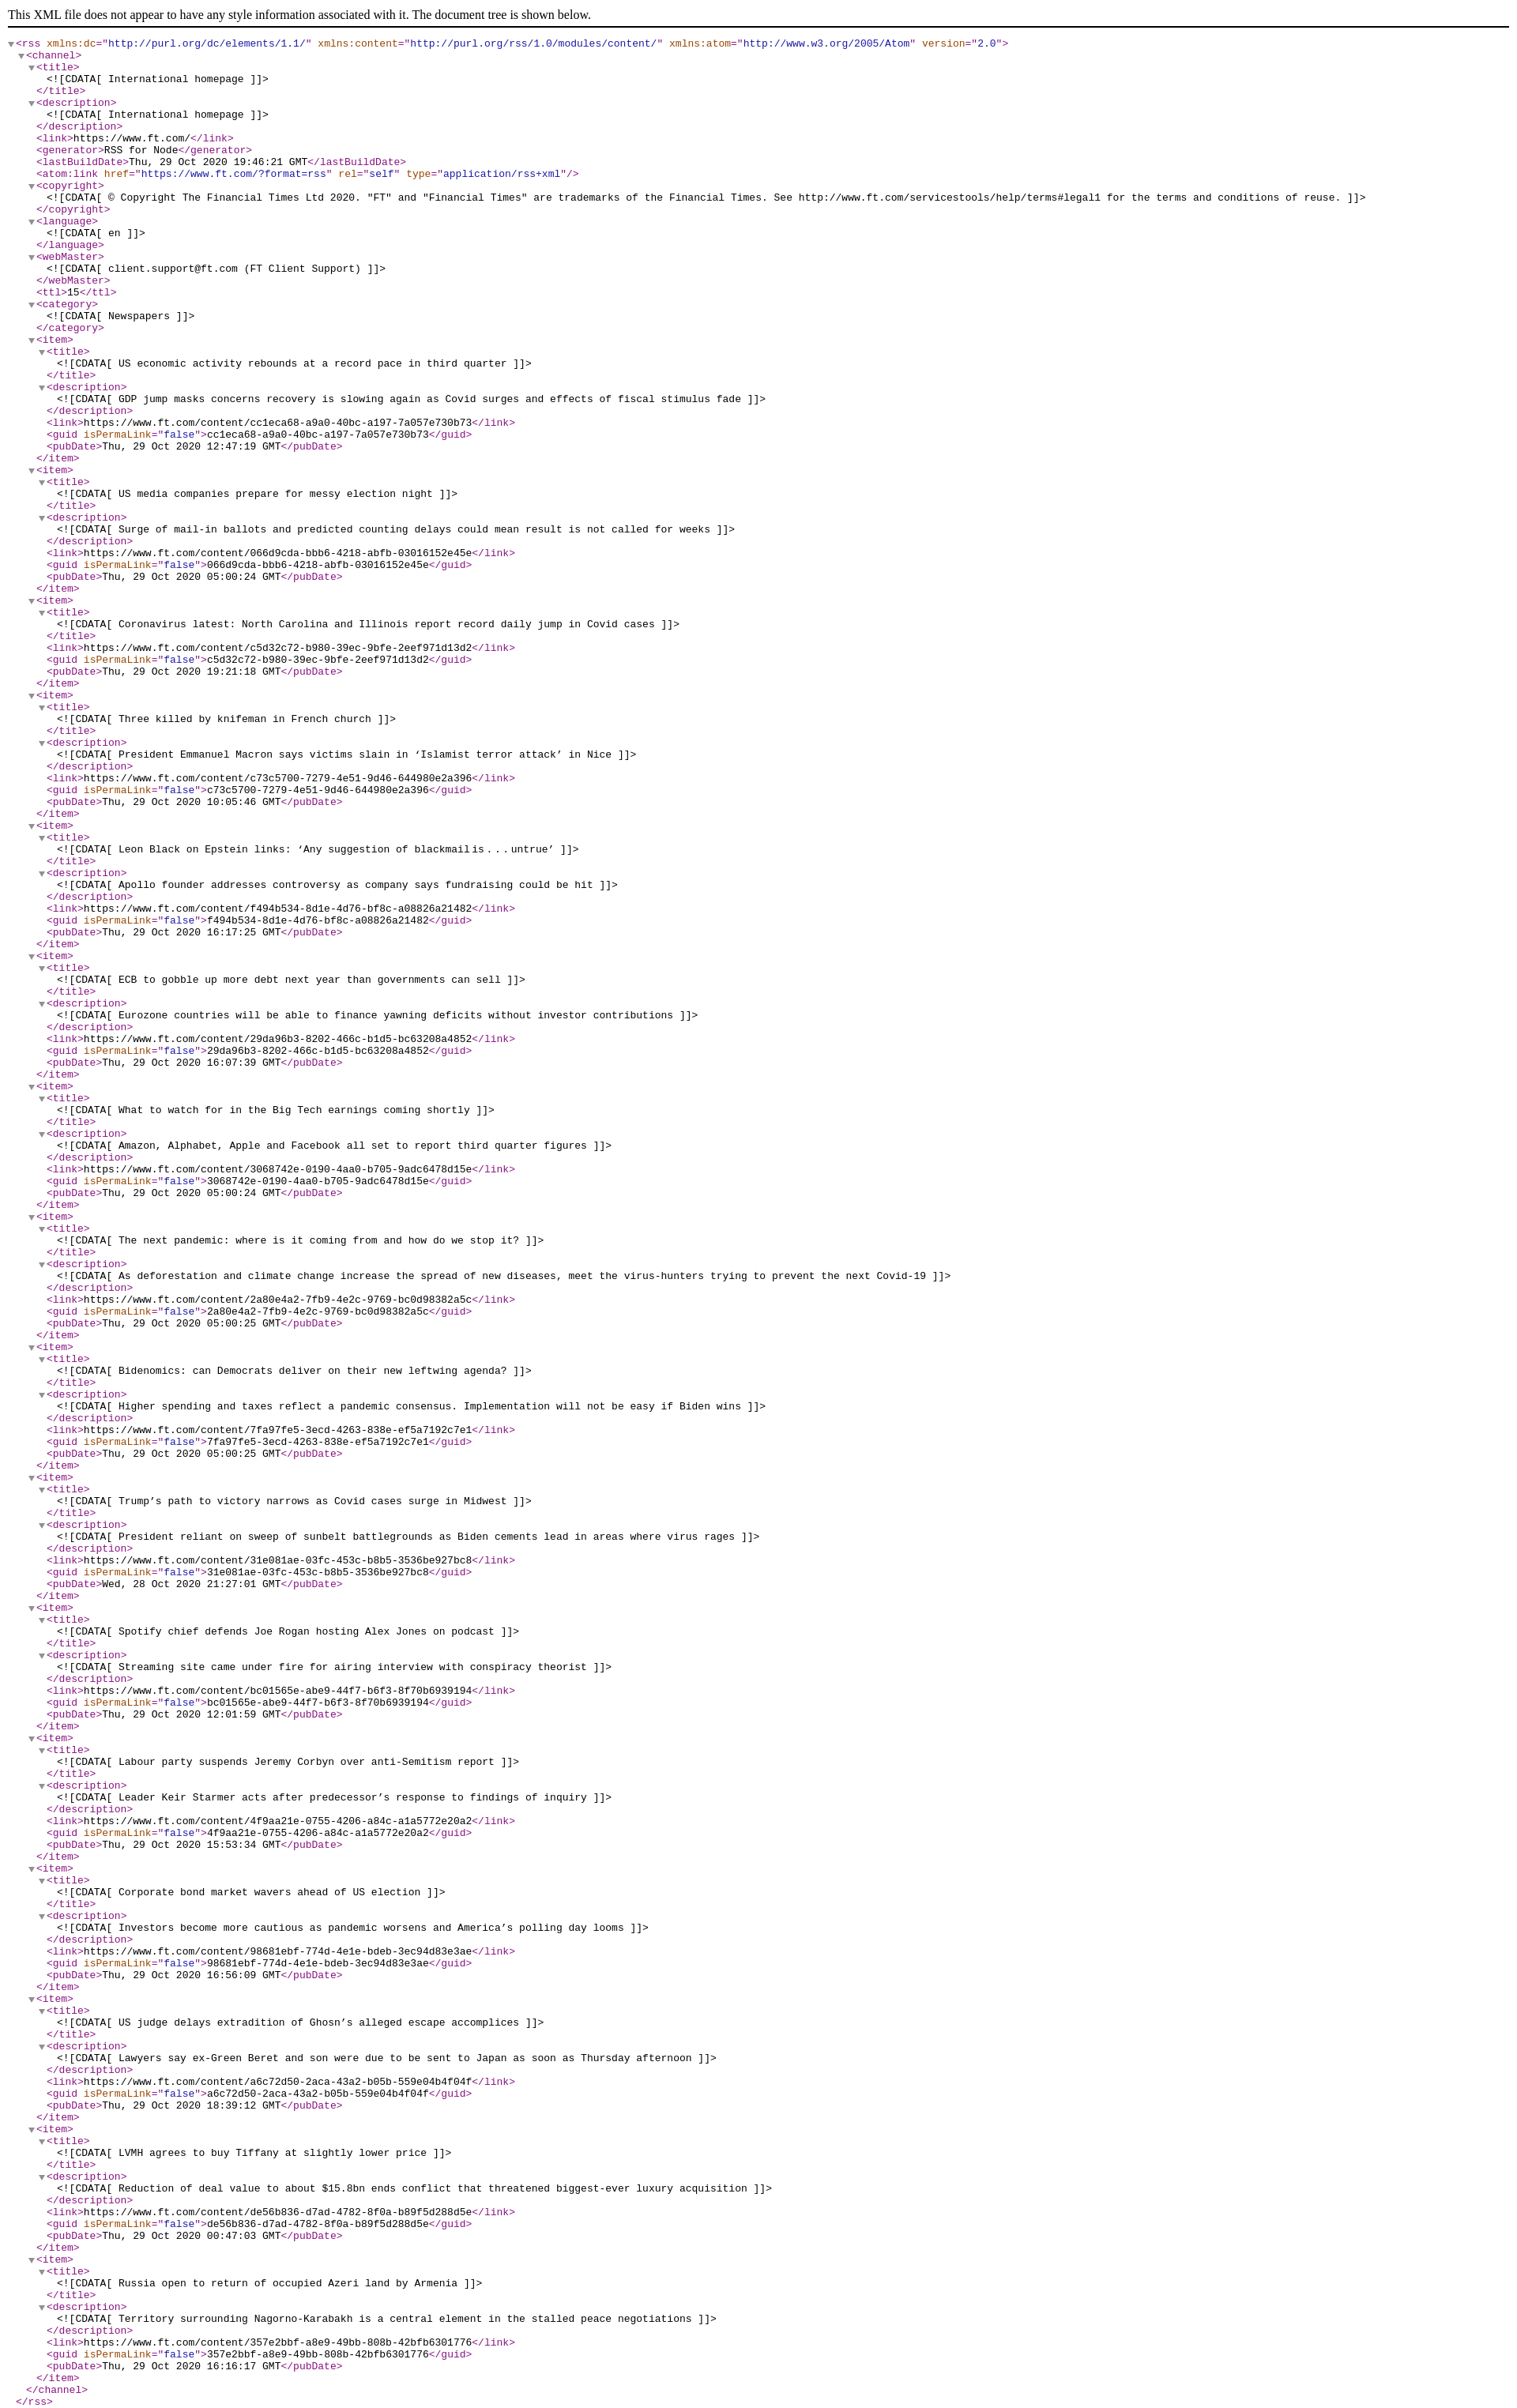 This XML file does not appear to have any style information associated with it. The document tree is shown below.
<rss xmlns:dc="http://purl.org/dc/elements/1.1/" xmlns:content="http://purl.org/rss/1.0/modules/content/" xmlns:atom="http://www.w3.org/2005/Atom" version="2.0">
<channel>
<title>
<![CDATA[ International homepage ]]>
</title>
<description>
<![CDATA[ International homepage ]]>
</description>
<link>https://www.ft.com/</link>
<generator>RSS for Node</generator>
<lastBuildDate>Thu, 29 Oct 2020 19:46:21 GMT</lastBuildDate>
<atom:link href="https://www.ft.com/?format=rss" rel="self" type="application/rss+xml"/>
<copyright>
<![CDATA[ © Copyright The Financial Times Ltd 2020. "FT" and "Financial Times" are trademarks of the Financial Times. See http://www.ft.com/servicestools/help/terms#legal1 for the terms and conditions of reuse. ]]>
</copyright>
<language>
<![CDATA[ en ]]>
</language>
<webMaster>
<![CDATA[ client.support@ft.com (FT Client Support) ]]>
</webMaster>
<ttl>15</ttl>
<category>
<![CDATA[ Newspapers ]]>
</category>
<item>
<title>
<![CDATA[ US economic activity rebounds at a record pace in third quarter ]]>
</title>
<description>
<![CDATA[ GDP jump masks concerns recovery is slowing again as Covid surges and effects of fiscal stimulus fade ]]>
</description>
<link>https://www.ft.com/content/cc1eca68-a9a0-40bc-a197-7a057e730b73</link>
<guid isPermaLink="false">cc1eca68-a9a0-40bc-a197-7a057e730b73</guid>
<pubDate>Thu, 29 Oct 2020 12:47:19 GMT</pubDate>
</item>
<item>
<title>
<![CDATA[ US media companies prepare for messy election night ]]>
</title>
<description>
<![CDATA[ Surge of mail-in ballots and predicted counting delays could mean result is not called for weeks ]]>
</description>
<link>https://www.ft.com/content/066d9cda-bbb6-4218-abfb-03016152e45e</link>
<guid isPermaLink="false">066d9cda-bbb6-4218-abfb-03016152e45e</guid>
<pubDate>Thu, 29 Oct 2020 05:00:24 GMT</pubDate>
</item>
<item>
<title>
<![CDATA[ Coronavirus latest: North Carolina and Illinois report record daily jump in Covid cases ]]>
</title>
<link>https://www.ft.com/content/c5d32c72-b980-39ec-9bfe-2eef971d13d2</link>
<guid isPermaLink="false">c5d32c72-b980-39ec-9bfe-2eef971d13d2</guid>
<pubDate>Thu, 29 Oct 2020 19:21:18 GMT</pubDate>
</item>
<item>
<title>
<![CDATA[ Three killed by knifeman in French church ]]>
</title>
<description>
<![CDATA[ President Emmanuel Macron says victims slain in ‘Islamist terror attack’ in Nice ]]>
</description>
<link>https://www.ft.com/content/c73c5700-7279-4e51-9d46-644980e2a396</link>
<guid isPermaLink="false">c73c5700-7279-4e51-9d46-644980e2a396</guid>
<pubDate>Thu, 29 Oct 2020 10:05:46 GMT</pubDate>
</item>
<item>
<title>
<![CDATA[ Leon Black on Epstein links: ‘Any suggestion of blackmail is . . . untrue’ ]]>
</title>
<description>
<![CDATA[ Apollo founder addresses controversy as company says fundraising could be hit ]]>
</description>
<link>https://www.ft.com/content/f494b534-8d1e-4d76-bf8c-a08826a21482</link>
<guid isPermaLink="false">f494b534-8d1e-4d76-bf8c-a08826a21482</guid>
<pubDate>Thu, 29 Oct 2020 16:17:25 GMT</pubDate>
</item>
<item>
<title>
<![CDATA[ ECB to gobble up more debt next year than governments can sell ]]>
</title>
<description>
<![CDATA[ Eurozone countries will be able to finance yawning deficits without investor contributions ]]>
</description>
<link>https://www.ft.com/content/29da96b3-8202-466c-b1d5-bc63208a4852</link>
<guid isPermaLink="false">29da96b3-8202-466c-b1d5-bc63208a4852</guid>
<pubDate>Thu, 29 Oct 2020 16:07:39 GMT</pubDate>
</item>
<item>
<title>
<![CDATA[ What to watch for in the Big Tech earnings coming shortly ]]>
</title>
<description>
<![CDATA[ Amazon, Alphabet, Apple and Facebook all set to report third quarter figures ]]>
</description>
<link>https://www.ft.com/content/3068742e-0190-4aa0-b705-9adc6478d15e</link>
<guid isPermaLink="false">3068742e-0190-4aa0-b705-9adc6478d15e</guid>
<pubDate>Thu, 29 Oct 2020 05:00:24 GMT</pubDate>
</item>
<item>
<title>
<![CDATA[ The next pandemic: where is it coming from and how do we stop it? ]]>
</title>
<description>
<![CDATA[ As deforestation and climate change increase the spread of new diseases, meet the virus-hunters trying to prevent the next Covid-19 ]]>
</description>
<link>https://www.ft.com/content/2a80e4a2-7fb9-4e2c-9769-bc0d98382a5c</link>
<guid isPermaLink="false">2a80e4a2-7fb9-4e2c-9769-bc0d98382a5c</guid>
<pubDate>Thu, 29 Oct 2020 05:00:25 GMT</pubDate>
</item>
<item>
<title>
<![CDATA[ Bidenomics: can Democrats deliver on their new leftwing agenda? ]]>
</title>
<description>
<![CDATA[ Higher spending and taxes reflect a pandemic consensus. Implementation will not be easy if Biden wins ]]>
</description>
<link>https://www.ft.com/content/7fa97fe5-3ecd-4263-838e-ef5a7192c7e1</link>
<guid isPermaLink="false">7fa97fe5-3ecd-4263-838e-ef5a7192c7e1</guid>
<pubDate>Thu, 29 Oct 2020 05:00:25 GMT</pubDate>
</item>
<item>
<title>
<![CDATA[ Trump’s path to victory narrows as Covid cases surge in Midwest ]]>
</title>
<description>
<![CDATA[ President reliant on sweep of sunbelt battlegrounds as Biden cements lead in areas where virus rages ]]>
</description>
<link>https://www.ft.com/content/31e081ae-03fc-453c-b8b5-3536be927bc8</link>
<guid isPermaLink="false">31e081ae-03fc-453c-b8b5-3536be927bc8</guid>
<pubDate>Wed, 28 Oct 2020 21:27:01 GMT</pubDate>
</item>
<item>
<title>
<![CDATA[ Spotify chief defends Joe Rogan hosting Alex Jones on podcast ]]>
</title>
<description>
<![CDATA[ Streaming site came under fire for airing interview with conspiracy theorist ]]>
</description>
<link>https://www.ft.com/content/bc01565e-abe9-44f7-b6f3-8f70b6939194</link>
<guid isPermaLink="false">bc01565e-abe9-44f7-b6f3-8f70b6939194</guid>
<pubDate>Thu, 29 Oct 2020 12:01:59 GMT</pubDate>
</item>
<item>
<title>
<![CDATA[ Labour party suspends Jeremy Corbyn over anti-Semitism report ]]>
</title>
<description>
<![CDATA[ Leader Keir Starmer acts after predecessor’s response to findings of inquiry ]]>
</description>
<link>https://www.ft.com/content/4f9aa21e-0755-4206-a84c-a1a5772e20a2</link>
<guid isPermaLink="false">4f9aa21e-0755-4206-a84c-a1a5772e20a2</guid>
<pubDate>Thu, 29 Oct 2020 15:53:34 GMT</pubDate>
</item>
<item>
<title>
<![CDATA[ Corporate bond market wavers ahead of US election ]]>
</title>
<description>
<![CDATA[ Investors become more cautious as pandemic worsens and America’s polling day looms ]]>
</description>
<link>https://www.ft.com/content/98681ebf-774d-4e1e-bdeb-3ec94d83e3ae</link>
<guid isPermaLink="false">98681ebf-774d-4e1e-bdeb-3ec94d83e3ae</guid>
<pubDate>Thu, 29 Oct 2020 16:56:09 GMT</pubDate>
</item>
<item>
<title>
<![CDATA[ US judge delays extradition of Ghosn’s alleged escape accomplices ]]>
</title>
<description>
<![CDATA[ Lawyers say ex-Green Beret and son were due to be sent to Japan as soon as Thursday afternoon ]]>
</description>
<link>https://www.ft.com/content/a6c72d50-2aca-43a2-b05b-559e04b4f04f</link>
<guid isPermaLink="false">a6c72d50-2aca-43a2-b05b-559e04b4f04f</guid>
<pubDate>Thu, 29 Oct 2020 18:39:12 GMT</pubDate>
</item>
<item>
<title>
<![CDATA[ LVMH agrees to buy Tiffany at slightly lower price ]]>
</title>
<description>
<![CDATA[ Reduction of deal value to about $15.8bn ends conflict that threatened biggest-ever luxury acquisition ]]>
</description>
<link>https://www.ft.com/content/de56b836-d7ad-4782-8f0a-b89f5d288d5e</link>
<guid isPermaLink="false">de56b836-d7ad-4782-8f0a-b89f5d288d5e</guid>
<pubDate>Thu, 29 Oct 2020 00:47:03 GMT</pubDate>
</item>
<item>
<title>
<![CDATA[ Russia open to return of occupied Azeri land by Armenia ]]>
</title>
<description>
<![CDATA[ Territory surrounding Nagorno-Karabakh is a central element in the stalled peace negotiations ]]>
</description>
<link>https://www.ft.com/content/357e2bbf-a8e9-49bb-808b-42bfb6301776</link>
<guid isPermaLink="false">357e2bbf-a8e9-49bb-808b-42bfb6301776</guid>
<pubDate>Thu, 29 Oct 2020 16:16:17 GMT</pubDate>
</item>
</channel>
</rss>